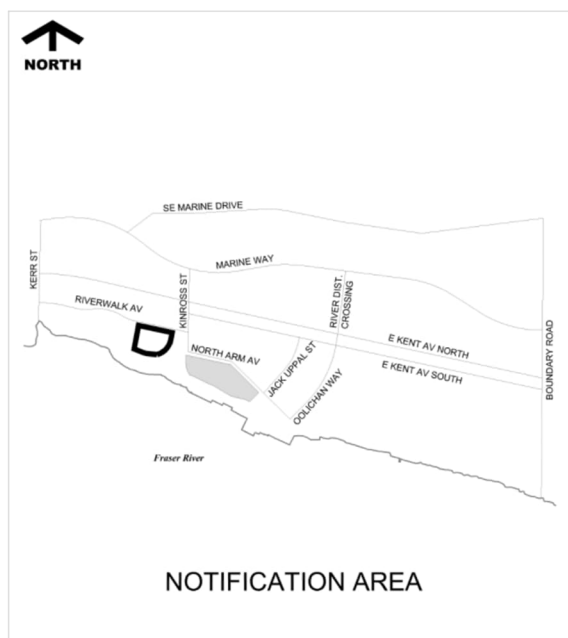 NORTH
SE MARINE DRIVE
KERR ST
MARINE WAY
KINROSS ST
RIVERWALK AV
RIVER DIST.
CROSSING
NORTH ARM AV
JACK UPPAL ST
OOLICHAN WAY
E KENT AV NORTH
E KENT AV SOUTH
BOUNDARY ROAD
Fraser River
NOTIFICATION AREA